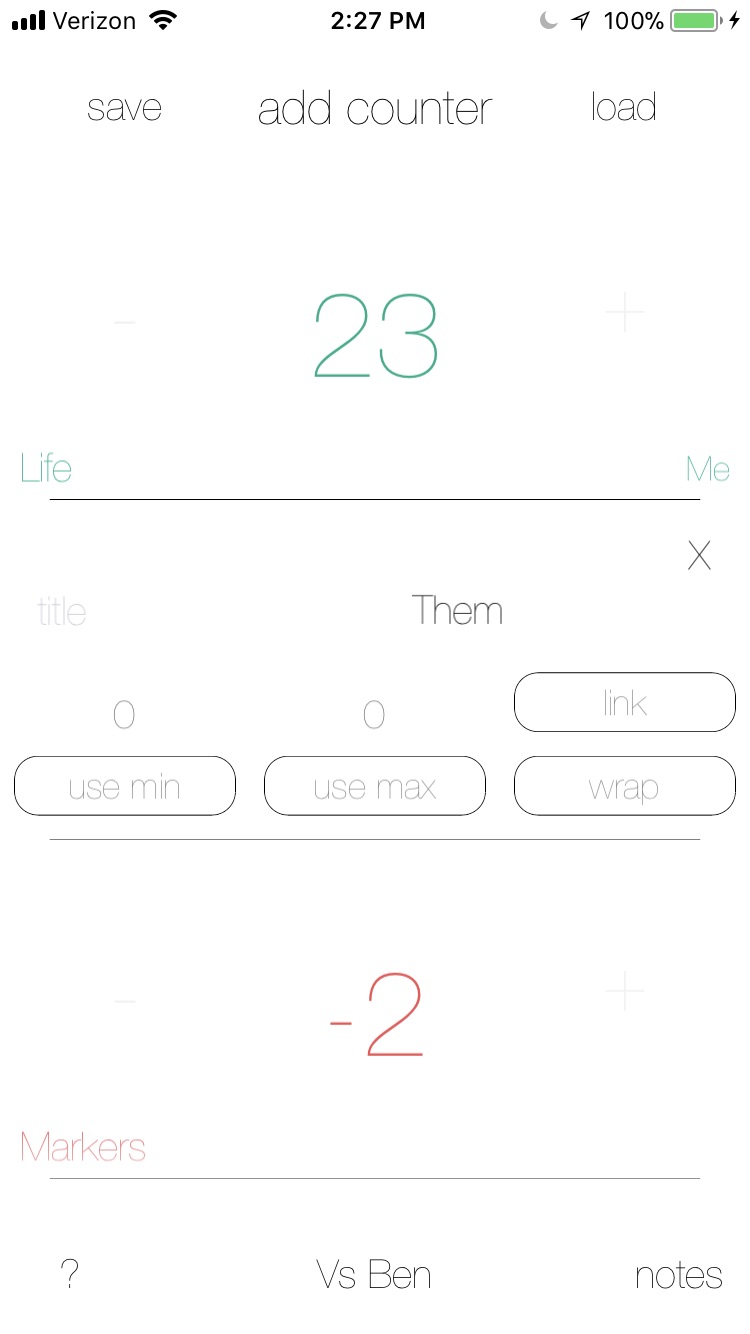 Verizon 2:27 PM 100%
save add counter load
- 23 +
Life Me
X
title Them
0 0 link
use min use max wrap
- -2 +
Markers
? Vs Ben notes